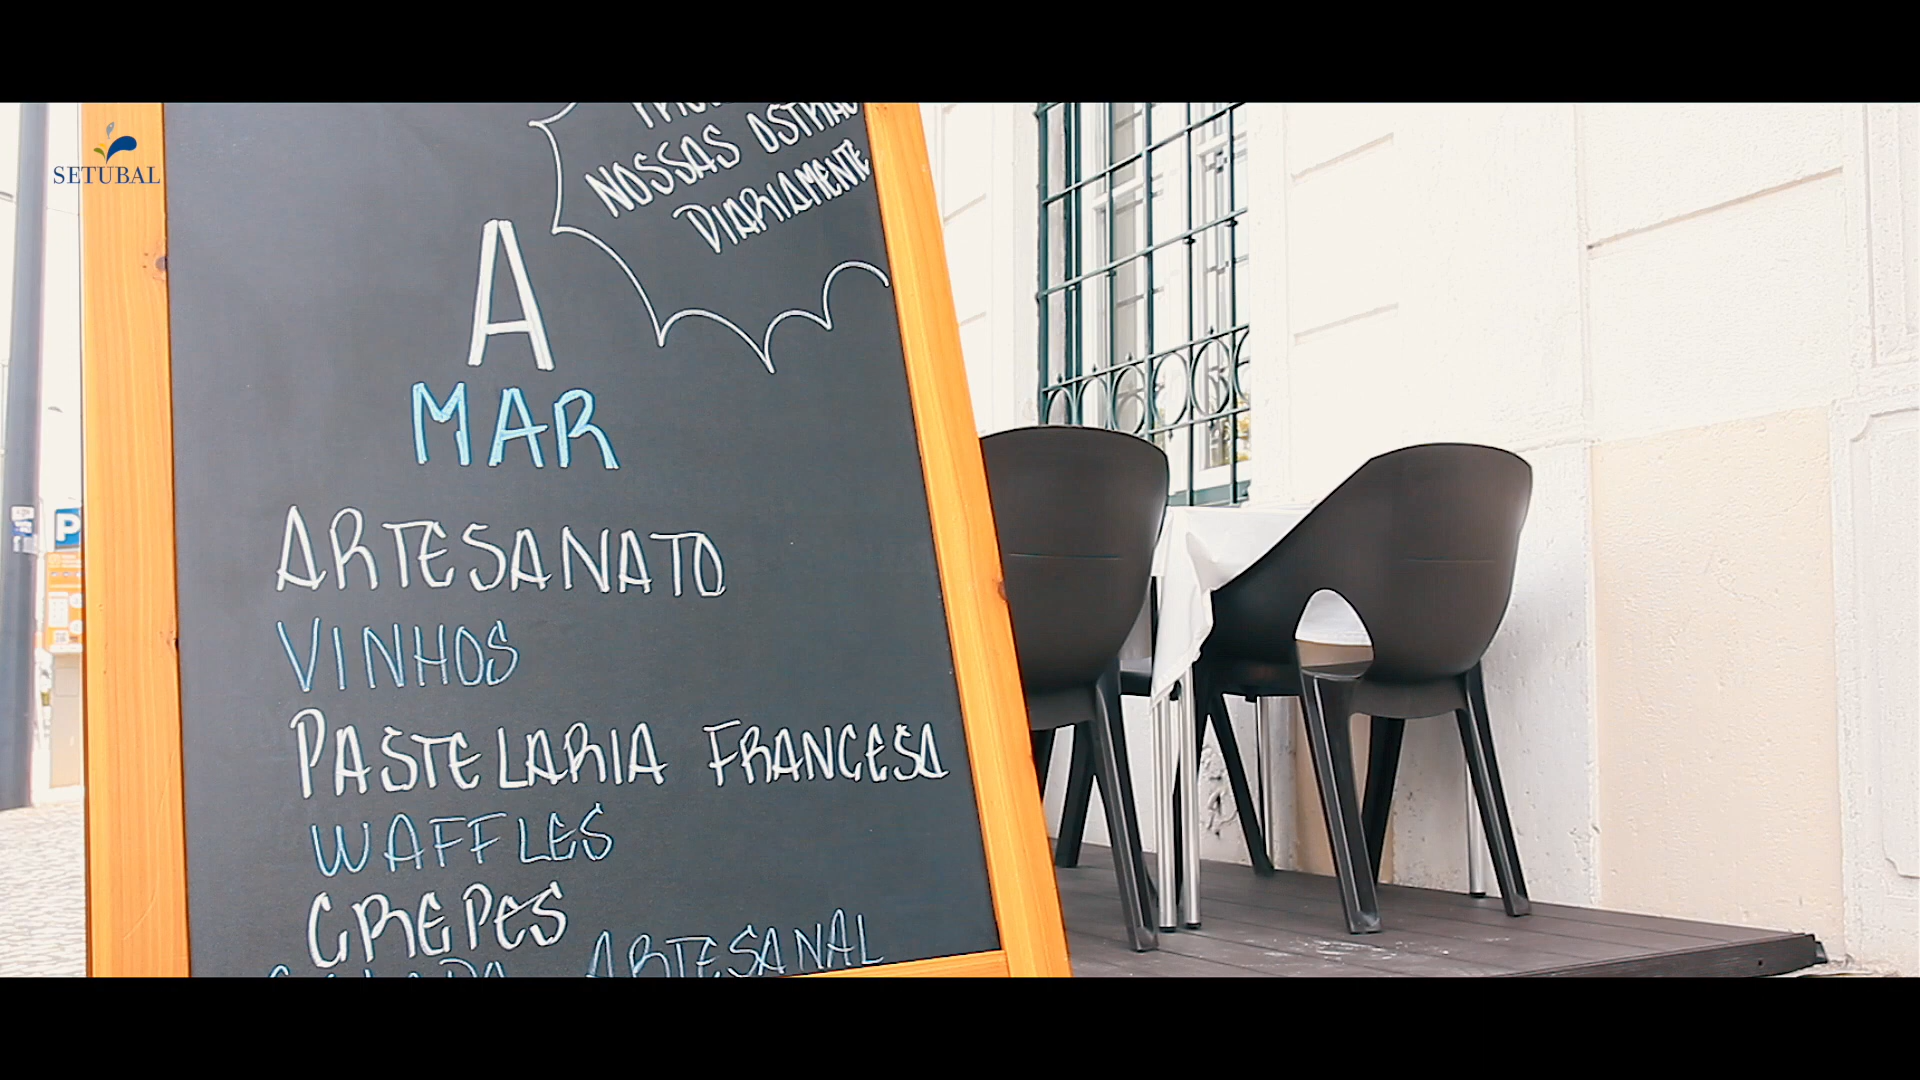 SETUBAL
NOSSAS OSTRAS
DIARIAMENTE
A
MAR
ARTESANATO
VINHOS
PASTELARIA FRANCESA
WAFFLES
CREPES
ARTESANAL
P